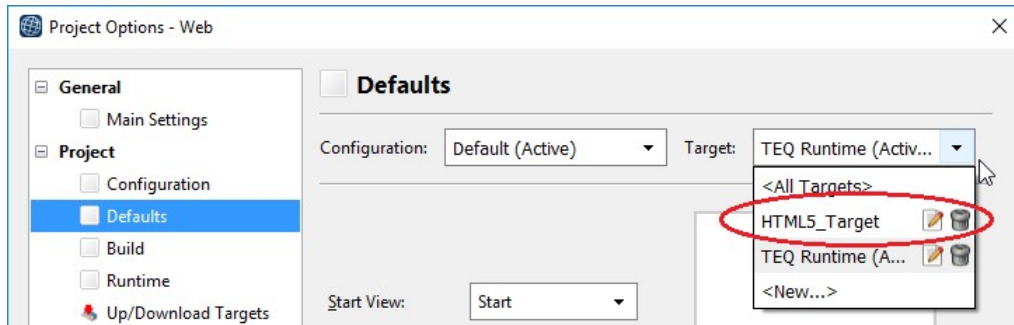 Project Options - Web
General
Main Settings
Project
Configuration
Defaults
Build
Runtime
Up/Download Targets
Defaults
Configuration: Default (Active) Target: TEQ Runtime (Activ...
<All Targets>
HTML5_Target
TEQ Runtime (A...
<New...>
Start View: Start